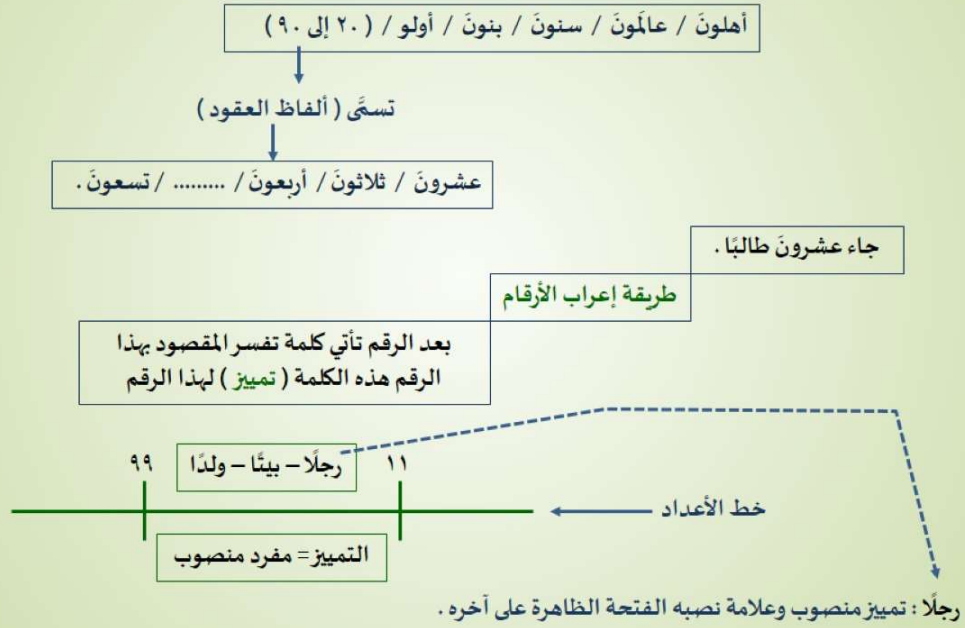 أهلونَ / عالَمونَ / سنونَ / بنونَ / أولو / ( ٢٠ إلى ٩٠ )
تسمَّى ( ألفاظ العقود )
عشرونَ / ثلاثونَ / أربعونَ / ......... / تسعونَ .
جاء عشرونَ طالبًا .
طريقة إعراب الأرقام
بعد الرقم تأتي كلمة تفسر المقصود بهذا
الرقم هذه الكلمة ( تمييز ) لهذا الرقم
١١ رجلًا – بيتًا – ولدًا ٩٩
خط الأعداد
التمييز = مفرد منصوب
رجلًا : تمييز منصوب وعلامة نصبه الفتحة الظاهرة على آخره .